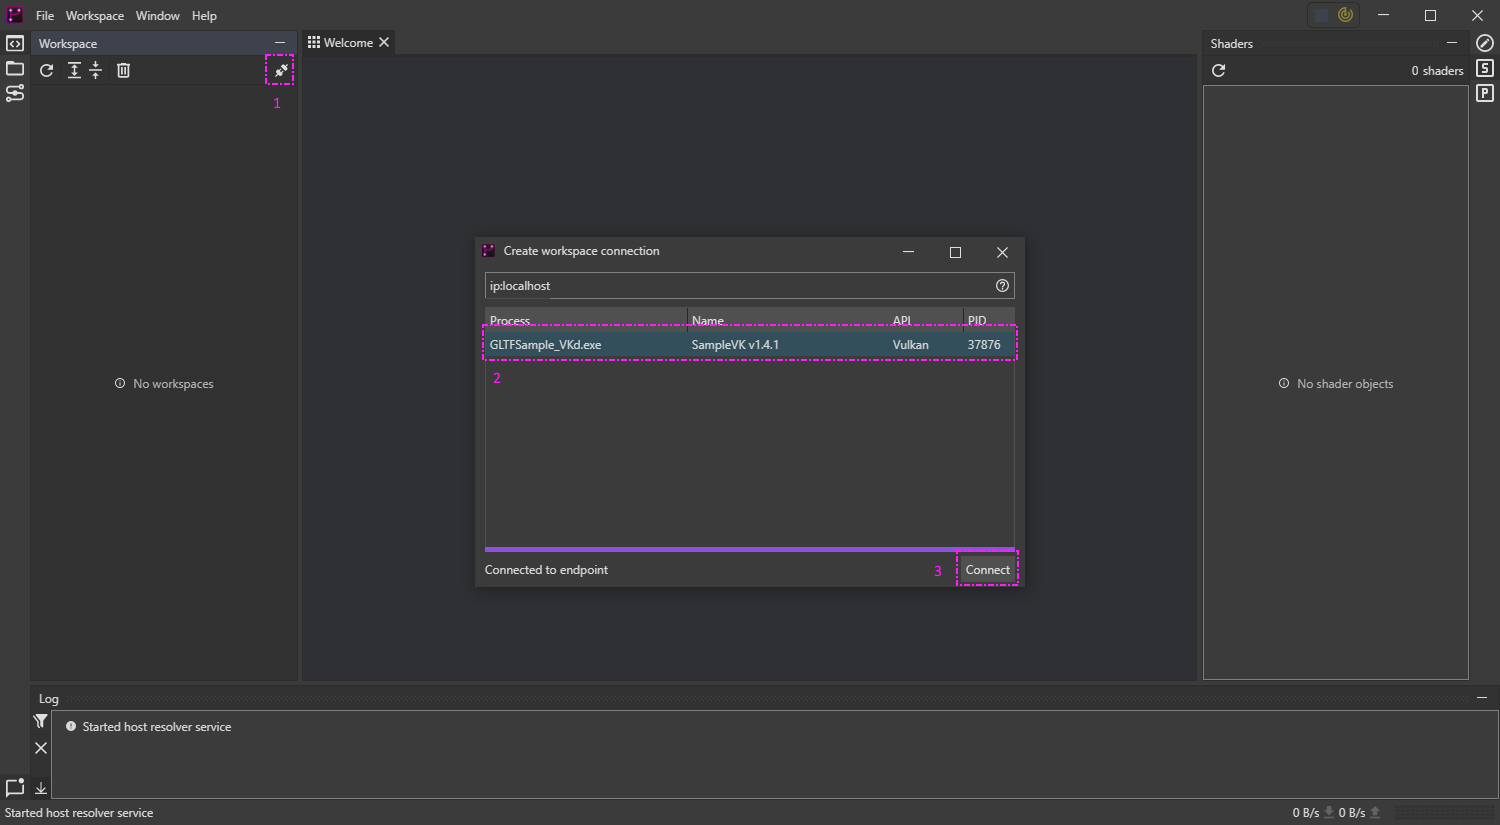 File Workspace Window Help
Workspace
Welcome
Shaders
0 shaders
S
P
1
Create workspace connection
ip:localhost
Process Name API PID
GLTFSample_VKd.exe SampleVK v1.4.1 Vulkan 37876
2
No workspaces
No shader objects
Connected to endpoint
3
Connect
Log
Started host resolver service
Started host resolver service
0 B/s 0 B/s